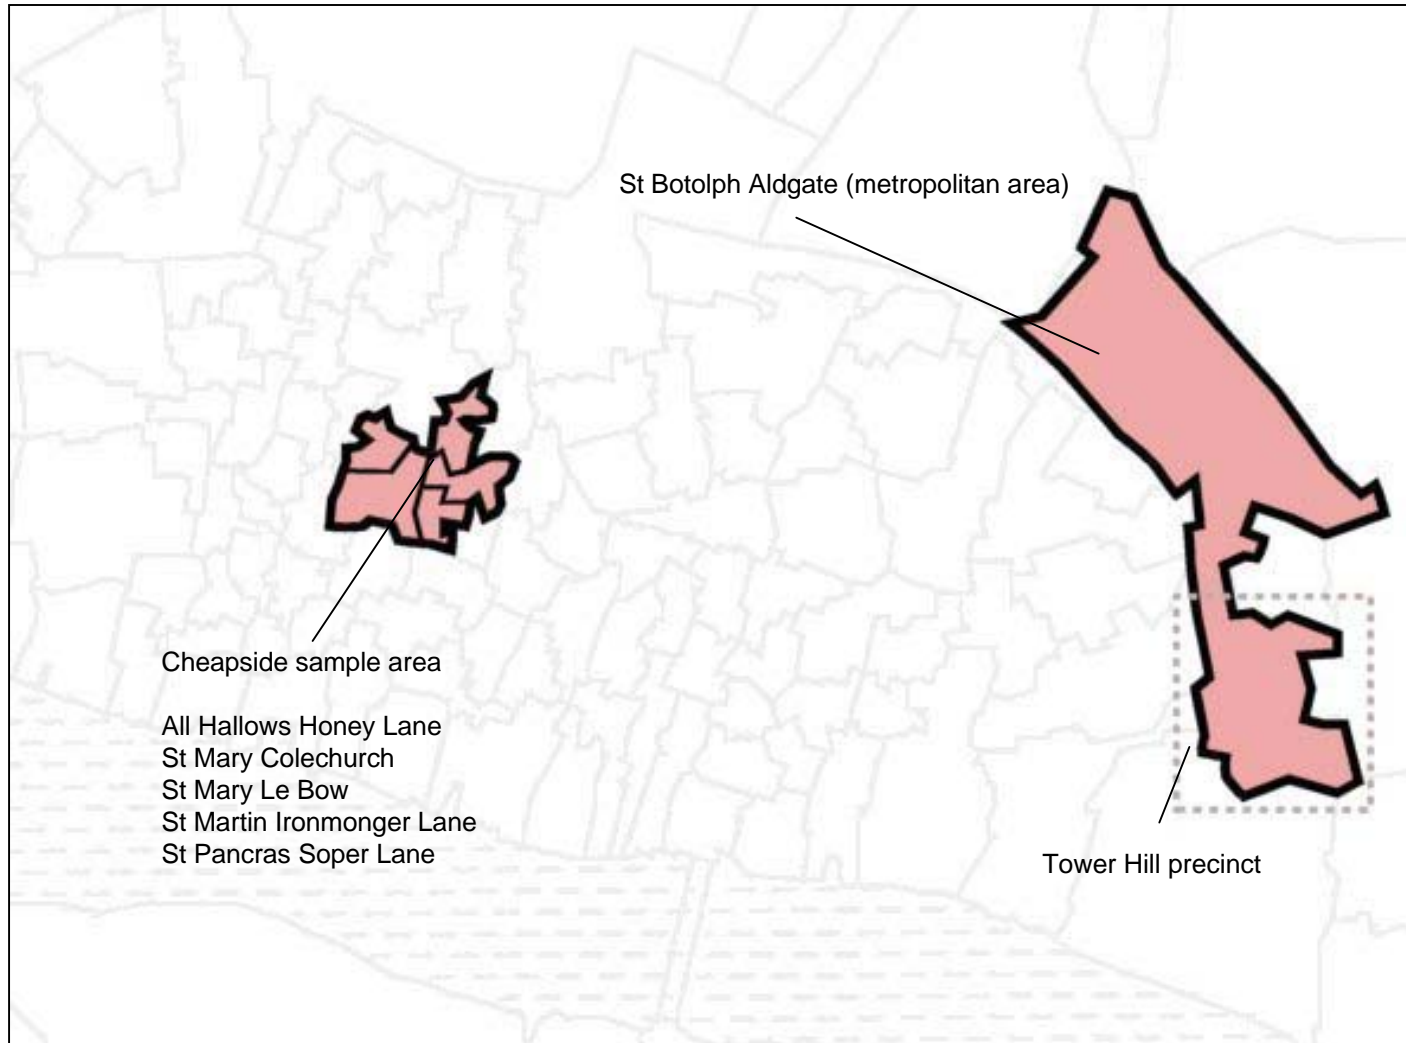 St Botolph Aldgate (metropolitan area)
Cheapside sample area
All Hallows Honey Lane
St Mary Colechurch
St Mary Le Bow
St Martin Ironmonger Lane
St Pancras Soper Lane
Tower Hill precinct